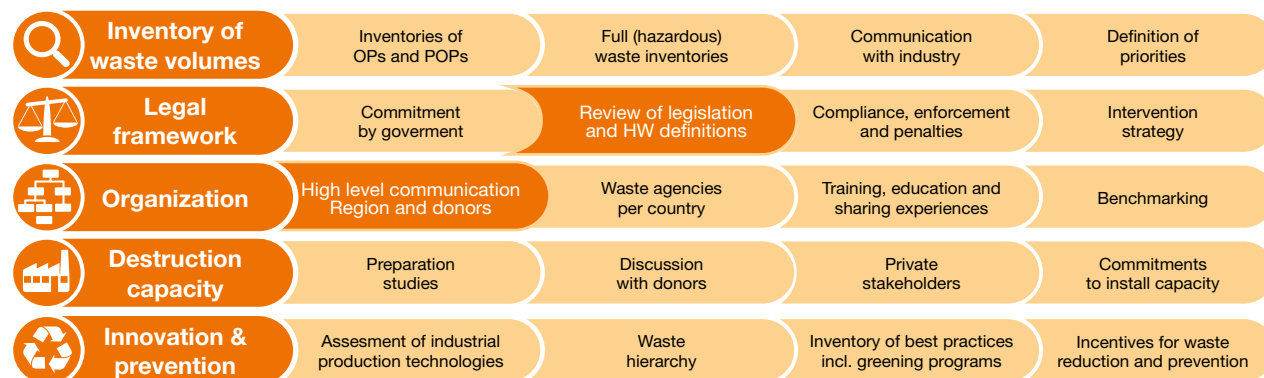 Inventory of
waste volumes
Inventories of
OPs and POPs
Full (hazardous)
waste inventories
Communication
with industry
Definition of
priorities
Legal
framework
Commitment
by goverment
Review of legislation
and HW definitions
Compliance, enforcement
and penalties
Intervention
strategy
Organization
High level communication
Region and donors
Waste agencies
per country
Training, education and
sharing experiences
Benchmarking
Destruction
capacity
Preparation
studies
Discussion
with donors
Private
stakeholders
Commitments
to install capacity
Innovation &
prevention
Assesment of industrial
production technologies
Waste
hierarchy
Inventory of best practices
incl. greening programs
Incentives for waste
reduction and prevention